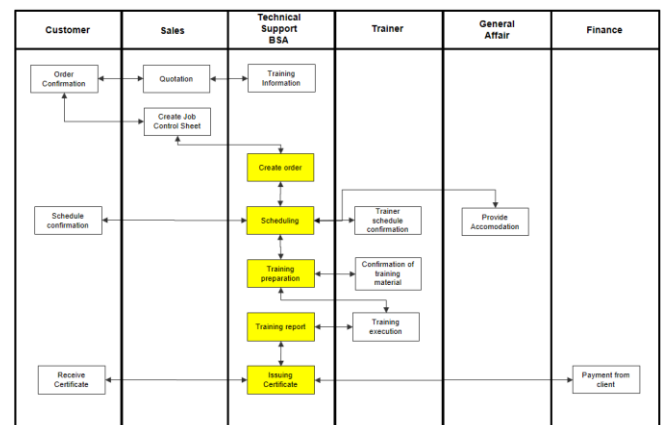 Customer
Sales
Technical
Support
BSA
Trainer
General
Affair
Finance
Order
Confirmation
Quotation
Training
Information
Create Job
Control Sheet
Create order
Schedule
confirmation
Scheduling
Trainer
schedule
confirmation
Provide
Accomodation
Training
preparation
Confirmation of
training
material
Training report
Training
execution
Receive
Certificate
Issuing
Certificate
Payment from
client